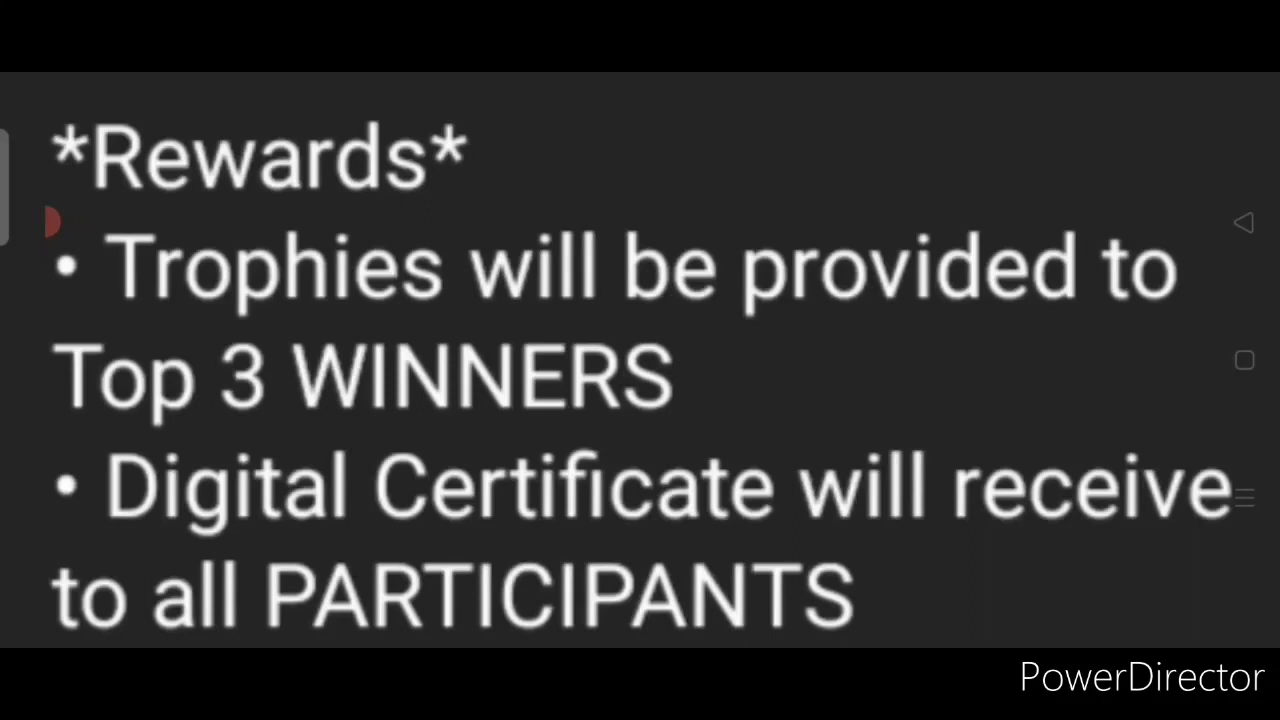 *Rewards*
• Trophies will be provided to
Top 3 WINNERS
• Digital Certificate will receive
to all PARTICIPANTS
PowerDirector